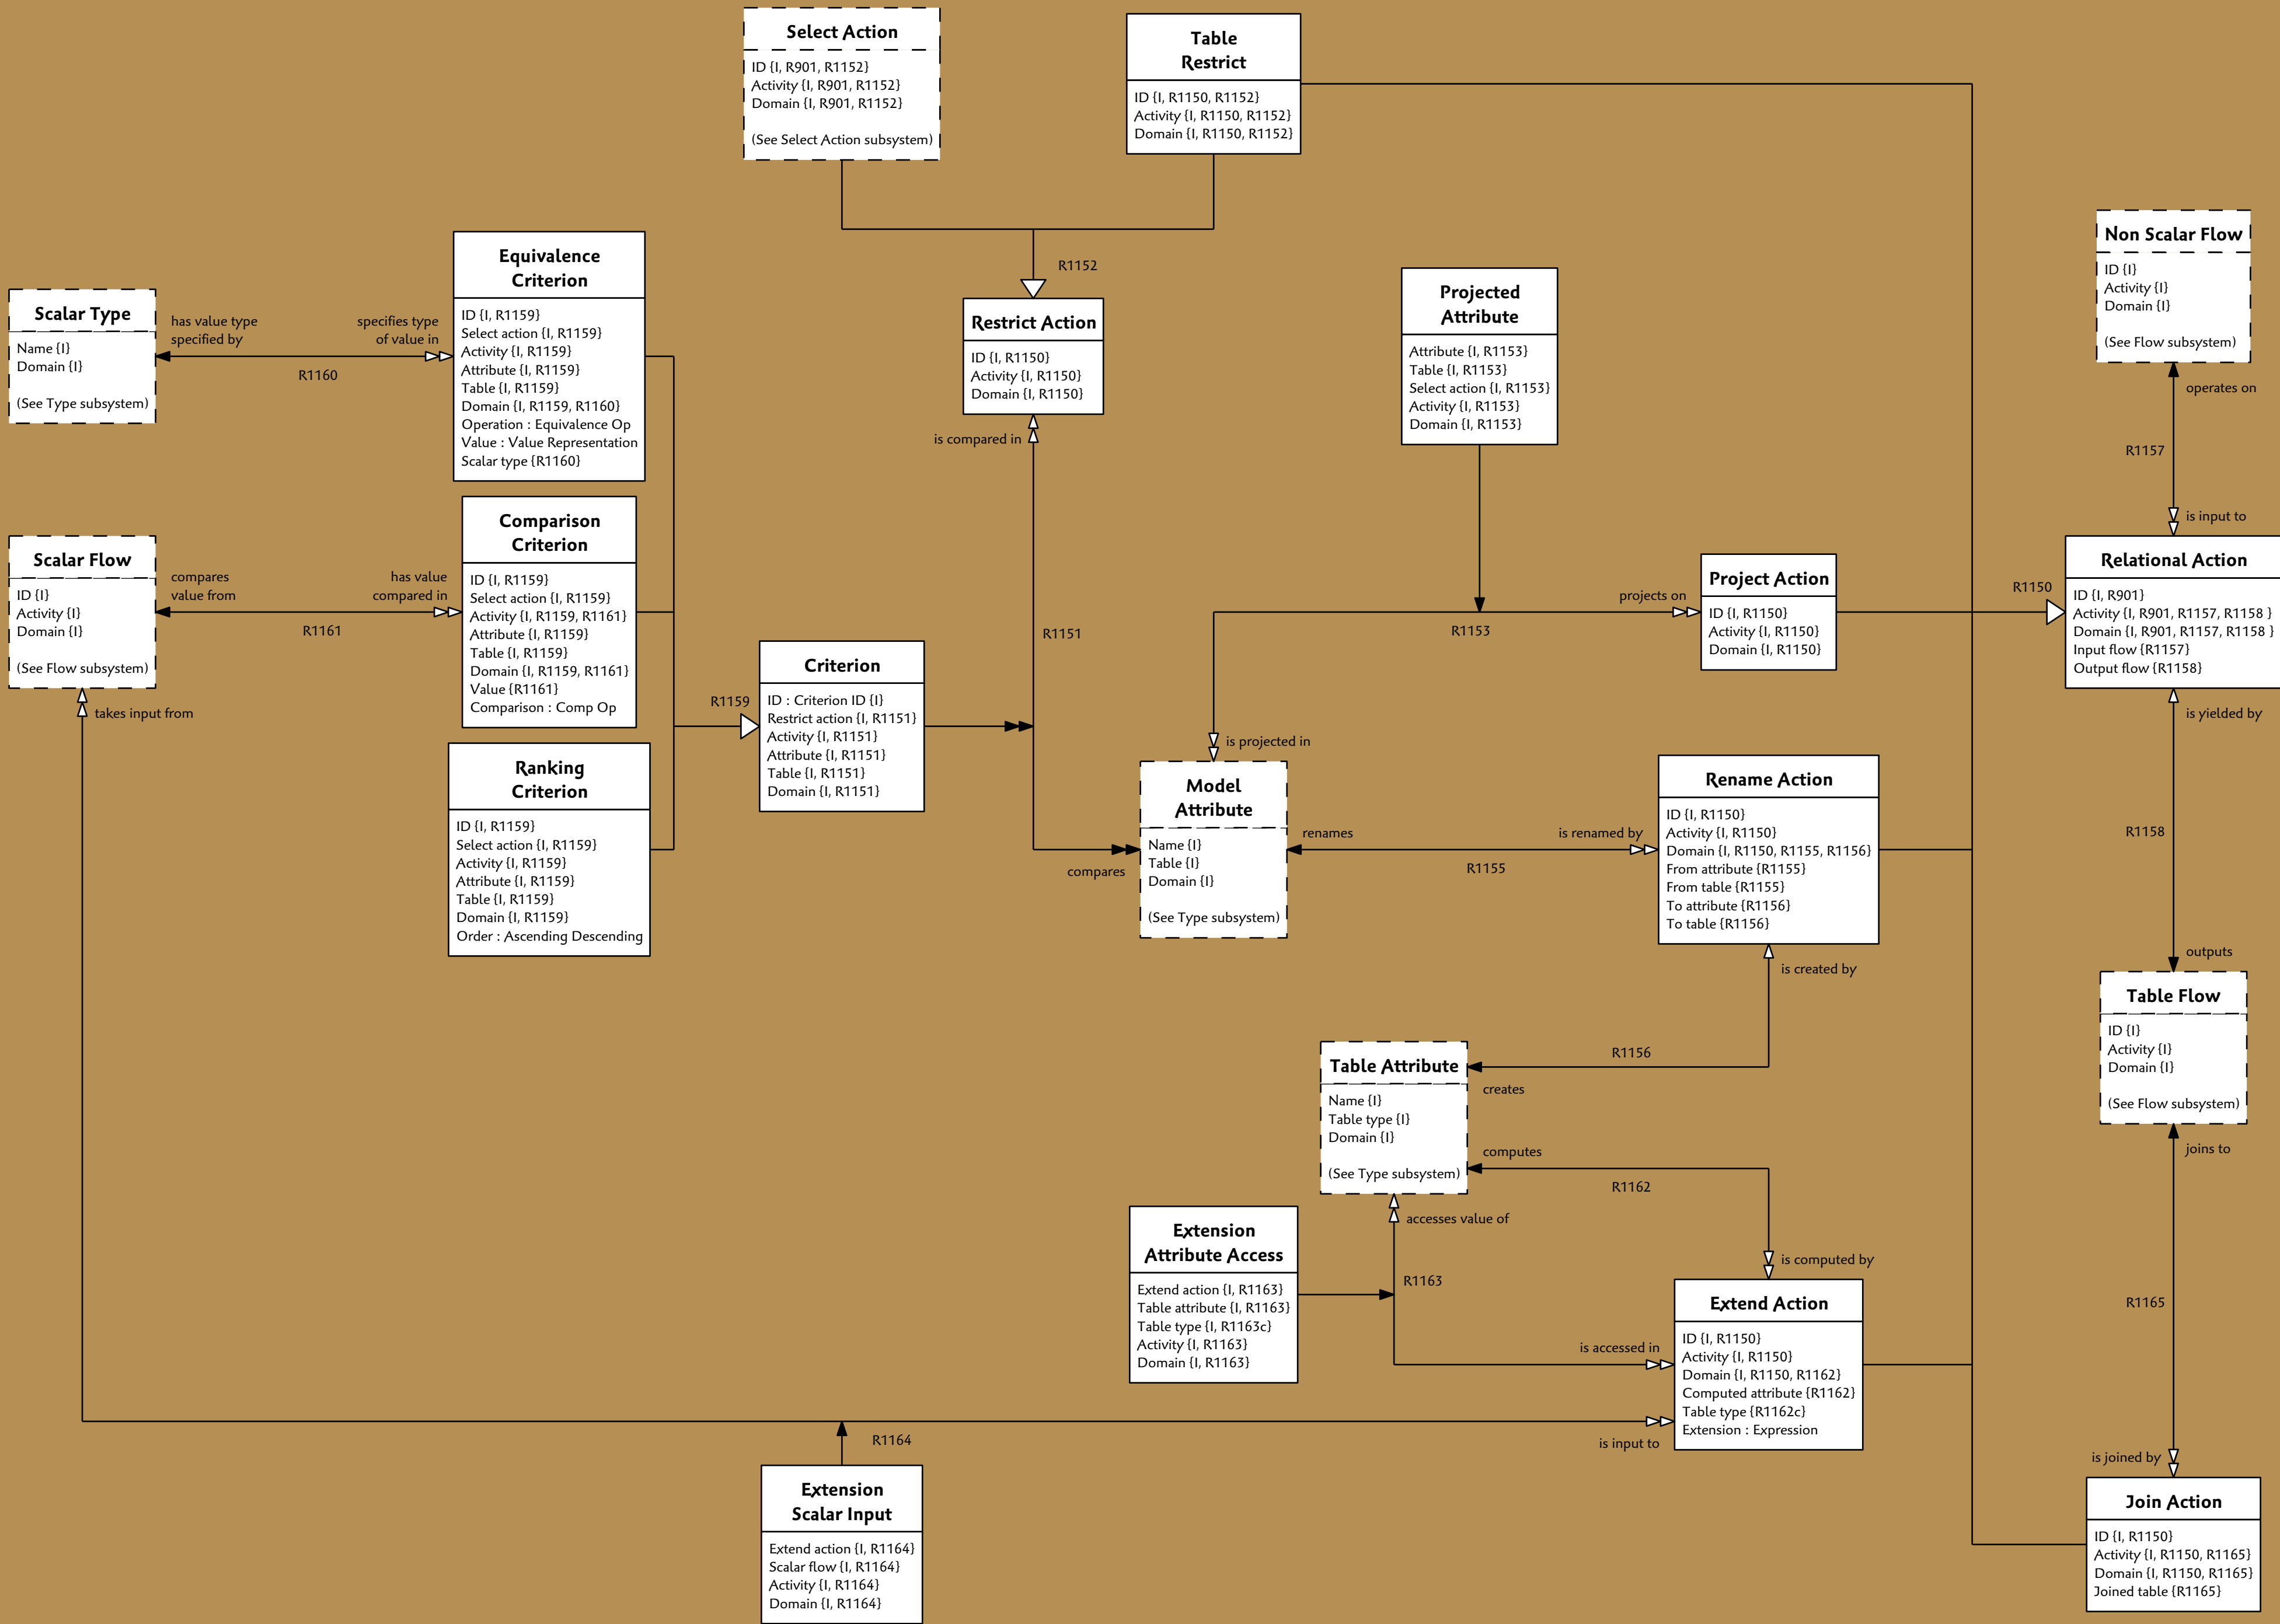 Select Action
ID {I, R901, R1152}
Activity {I, R901, R1152}
Domain {I, R901, R1152}
(See Select Action subsystem)
Table
Restrict
ID {I, R1150, R1152}
Activity {I, R1150, R1152}
Domain {I, R1150, R1152}
R1152
Non Scalar Flow
ID {I}
Activity {I}
Domain {I}
(See Flow subsystem)
operates on
R1157
is input to
Scalar Type
Name {I}
Domain {I}
(See Type subsystem)
has value type
specified by
R1160
specifies type
of value in
Equivalence
Criterion
ID {I, R1159}
Select action {I, R1159}
Activity {I, R1159}
Attribute {I, R1159}
Table {I, R1159}
Domain {I, R1159, R1160}
Operation : Equivalence Op
Value : Value Representation
Scalar type {R1160}
Restrict Action
ID {I, R1150}
Activity {I, R1150}
Domain {I, R1150}
is compared in
R1151
compares
Projected
Attribute
Attribute {I, R1153}
Table {I, R1153}
Select action {I, R1153}
Activity {I, R1153}
Domain {I, R1153}
Scalar Flow
ID {I}
Activity {I}
Domain {I}
(See Flow subsystem)
takes input from
compares
value from
R1161
has value
compared in
Comparison
Criterion
ID {I, R1159}
Select action {I, R1159}
Activity {I, R1159, R1161}
Attribute {I, R1159}
Table {I, R1159}
Domain {I, R1159, R1161}
Value {R1161}
Comparison : Comp Op
Ranking
Criterion
ID {I, R1159}
Select action {I, R1159}
Activity {I, R1159}
Attribute {I, R1159}
Table {I, R1159}
Domain {I, R1159}
Order : Ascending Descending
R1159
Criterion
ID : Criterion ID {I}
Restrict action {I, R1151}
Activity {I, R1151}
Attribute {I, R1151}
Table {I, R1151}
Domain {I, R1151}
R1153
projects on
is projected in
Project Action
ID {I, R1150}
Activity {I, R1150}
Domain {I, R1150}
R1150
Relational Action
ID {I, R901}
Activity {I, R901, R1157, R1158 }
Domain {I, R901, R1157, R1158 }
Input flow {R1157}
Output flow {R1158}
is yielded by
R1158
outputs
Model
Attribute
Name {I}
Table {I}
Domain {I}
(See Type subsystem)
renames
R1155
is renamed by
Rename Action
ID {I, R1150}
Activity {I, R1150}
Domain {I, R1150, R1155, R1156}
From attribute {R1155}
From table {R1155}
To attribute {R1156}
To table {R1156}
is created by
R1156
creates
Table Attribute
Name {I}
Table type {I}
Domain {I}
(See Type subsystem)
computes
R1162
is computed by
accesses value of
R1163
is accessed in
Table Flow
ID {I}
Activity {I}
Domain {I}
(See Flow subsystem)
joins to
R1165
is joined by
Extension
Attribute Access
Extend action {I, R1163}
Table attribute {I, R1163}
Table type {I, R1163c}
Activity {I, R1163}
Domain {I, R1163}
Extend Action
ID {I, R1150}
Activity {I, R1150}
Domain {I, R1150, R1162}
Computed attribute {R1162}
Table type {R1162c}
Extension : Expression
R1164
is input to
Extension
Scalar Input
Extend action {I, R1164}
Scalar flow {I, R1164}
Activity {I, R1164}
Domain {I, R1164}
Join Action
ID {I, R1150}
Activity {I, R1150, R1165}
Domain {I, R1150, R1165}
Joined table {R1165}